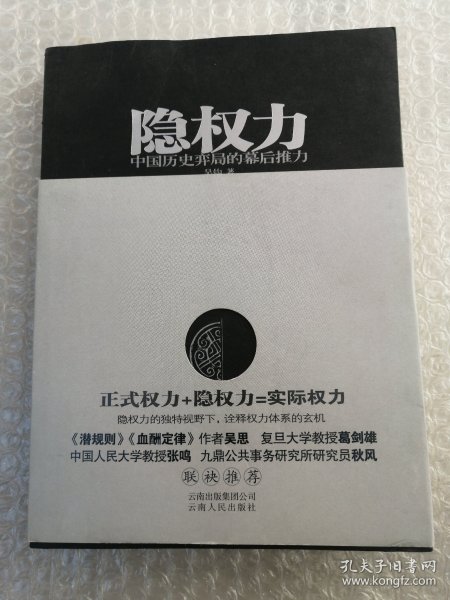 隐权力
中国历史弈局的幕后推力
吴钩 著
正式权力+隐权力=实际权力
隐权力的独特视野下,诠释权力体系的玄机
《潜规则》《血酬定律》作者吴思 复旦大学教授葛剑雄
中国人民大学教授张鸣 九鼎公共事务研究所研究员秋风
联袂推荐
云南出版集团公司
云南人民出版社
孔夫子旧书网
www.kongfz.com